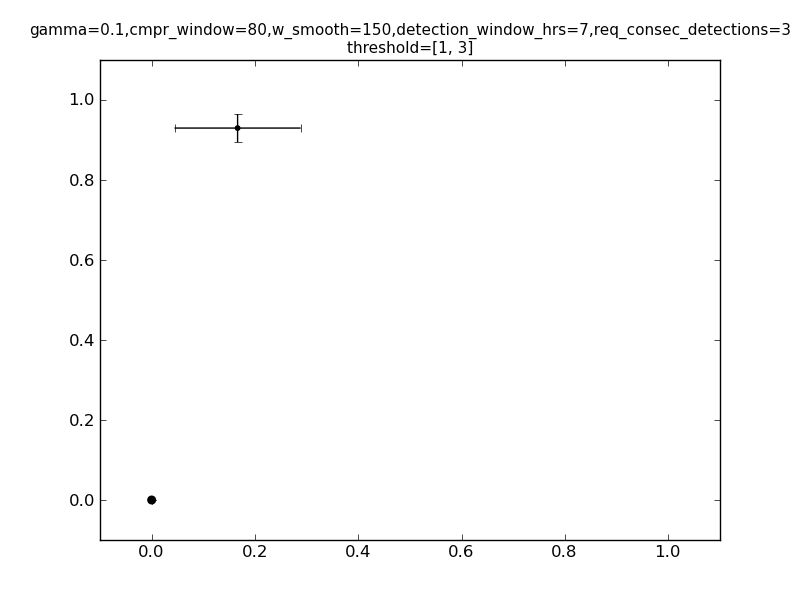 gamma=0.1,cmpr_window=80,w_smooth=150,detection_window_hrs=7,req_consec_detections=3
threshold=[1, 3]
1.0
0.8
0.6
0.4
0.2
0.0
0.0 0.2 0.4 0.6 0.8 1.0